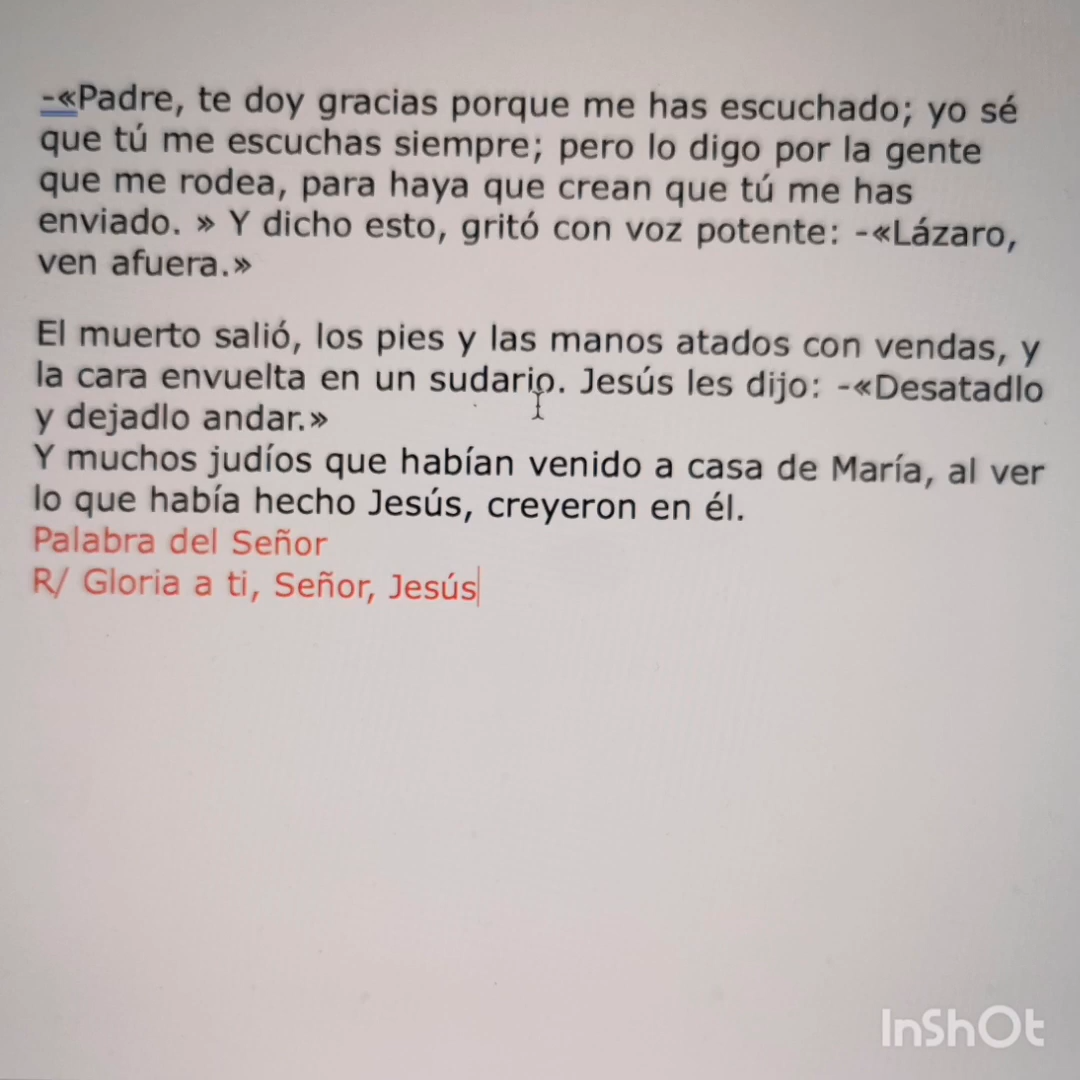 -«Padre, te doy gracias porque me has escuchado; yo sé
que tú me escuchas siempre; pero lo digo por la gente
que me rodea, para haya que crean que tú me has
enviado. » Y dicho esto, gritó con voz potente: -«Lázaro,
ven afuera.»
El muerto salió, los pies y las manos atados con vendas, y
la cara envuelta en un sudario. Jesús les dijo: -«Desatadlo
y dejadlo andar.»
Y muchos judíos que habían venido a casa de María, al ver
lo que había hecho Jesús, creyeron en él.
Palabra del Señor
R/ Gloria a ti, Señor, Jesús
InShOt